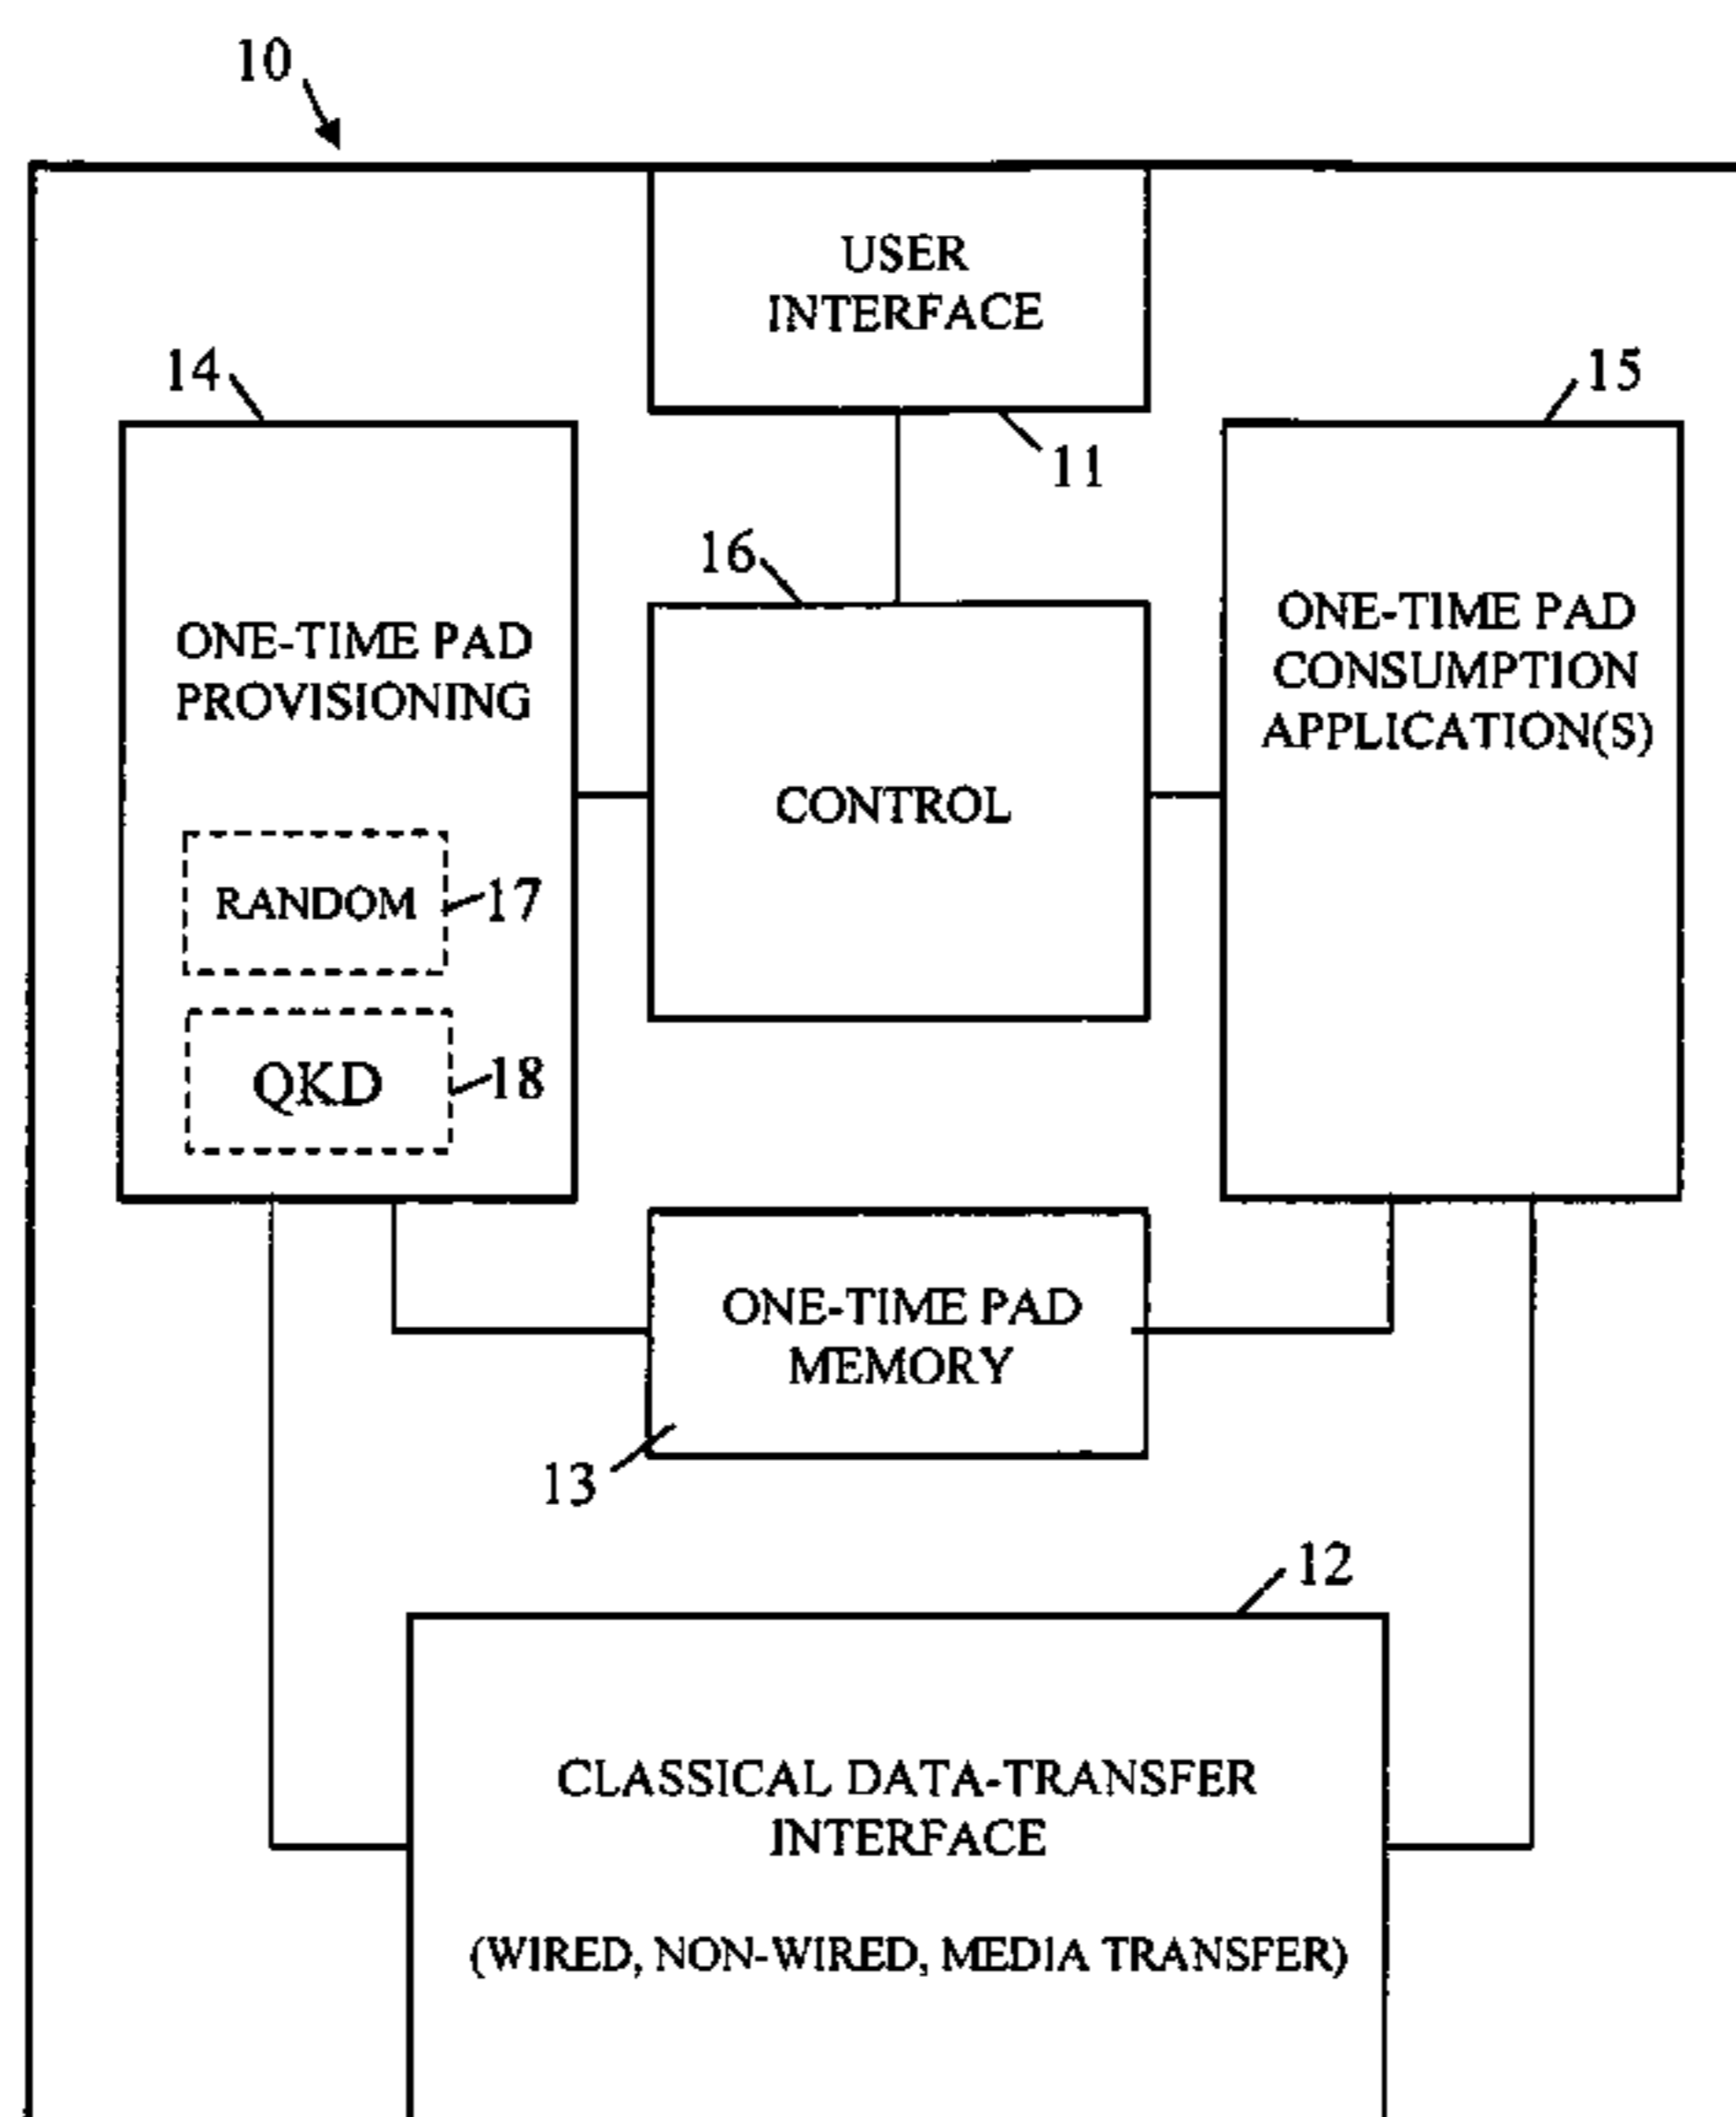 10
USER
INTERFACE
14
15
11
16
ONE-TIME PAD
PROVISIONING
ONE-TIME PAD
CONSUMPTION
APPLICATION(S)
CONTROL
RANDOM
17
QKD
18
ONE-TIME PAD
MEMORY
13
12
CLASSICAL DATA-TRANSFER
INTERFACE
(WIRED, NON-WIRED, MEDIA TRANSFER)